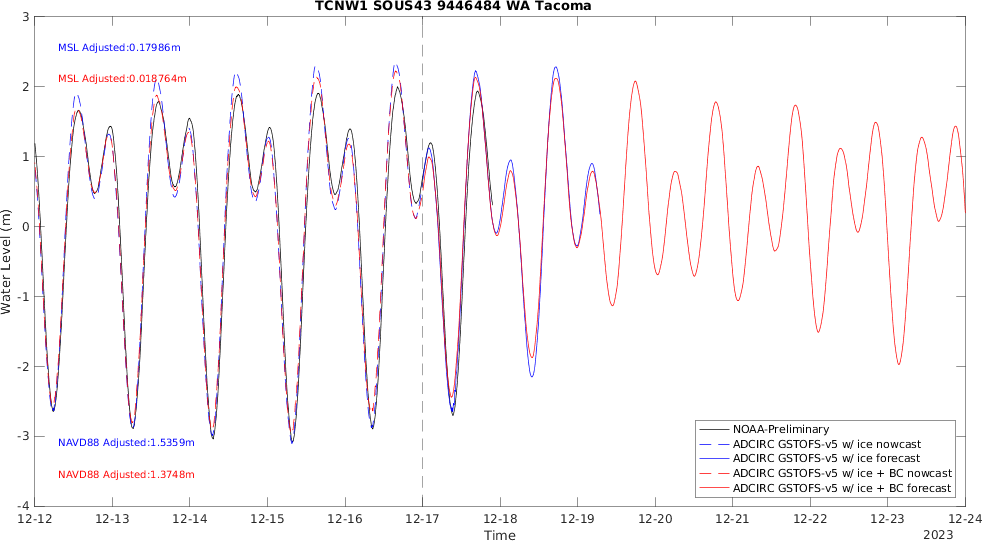 TCNW1 SOUS43 9446484 WA Tacoma
3
2
1
0
-1
-2
-3
-4
Water Level (m)
MSL Adjusted:0.17986m
MSL Adjusted:0.018764m
NAVD88 Adjusted:1.5359m
NAVD88 Adjusted:1.3748m
NOAA-Preliminary
ADCIRC GSTOFS-v5 w/ ice nowcast
ADCIRC GSTOFS-v5 w/ ice forecast
ADCIRC GSTOFS-v5 w/ ice + BC nowcast
ADCIRC GSTOFS-v5 w/ ice + BC forecast
12-12 12-13 12-14 12-15 12-16 12-17 12-18 12-19 12-20 12-21 12-22 12-23 12-24
Time
2023